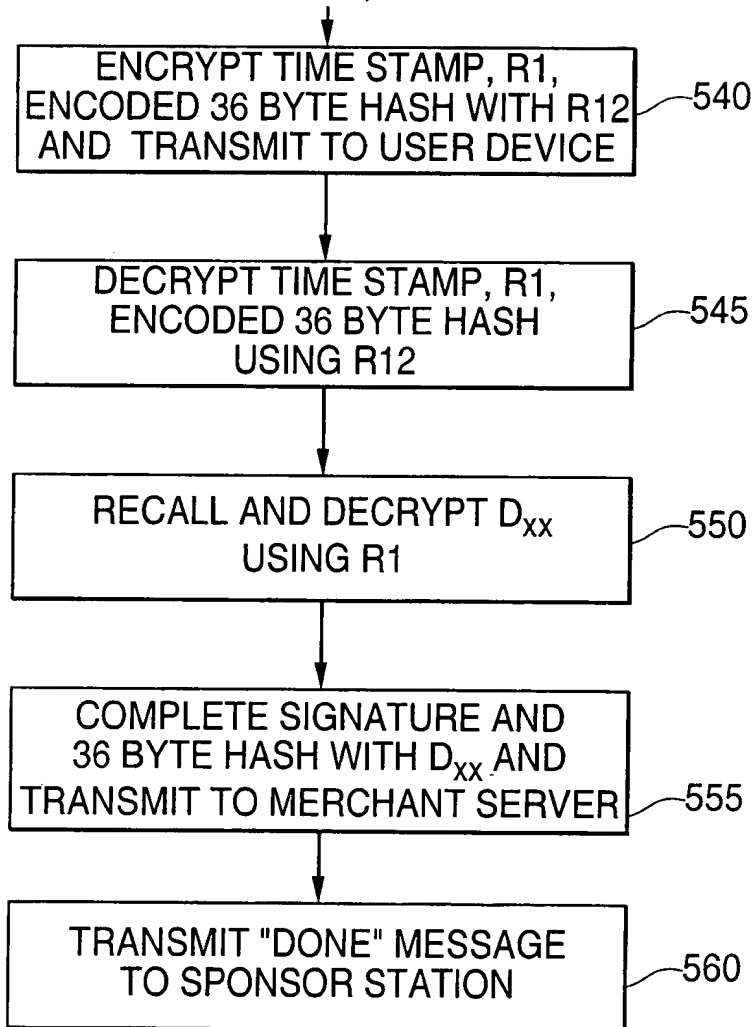 ENCRYPT TIME STAMP, R1,
ENCODED 36 BYTE HASH WITH R12
AND TRANSMIT TO USER DEVICE
540
DECRYPT TIME STAMP, R1,
ENCODED 36 BYTE HASH
USING R12
545
RECALL AND DECRYPT Dxx
USING R1
550
COMPLETE SIGNATURE AND
36 BYTE HASH WITH Dxx AND
TRANSMIT TO MERCHANT SERVER
555
TRANSMIT "DONE" MESSAGE
TO SPONSOR STATION
560